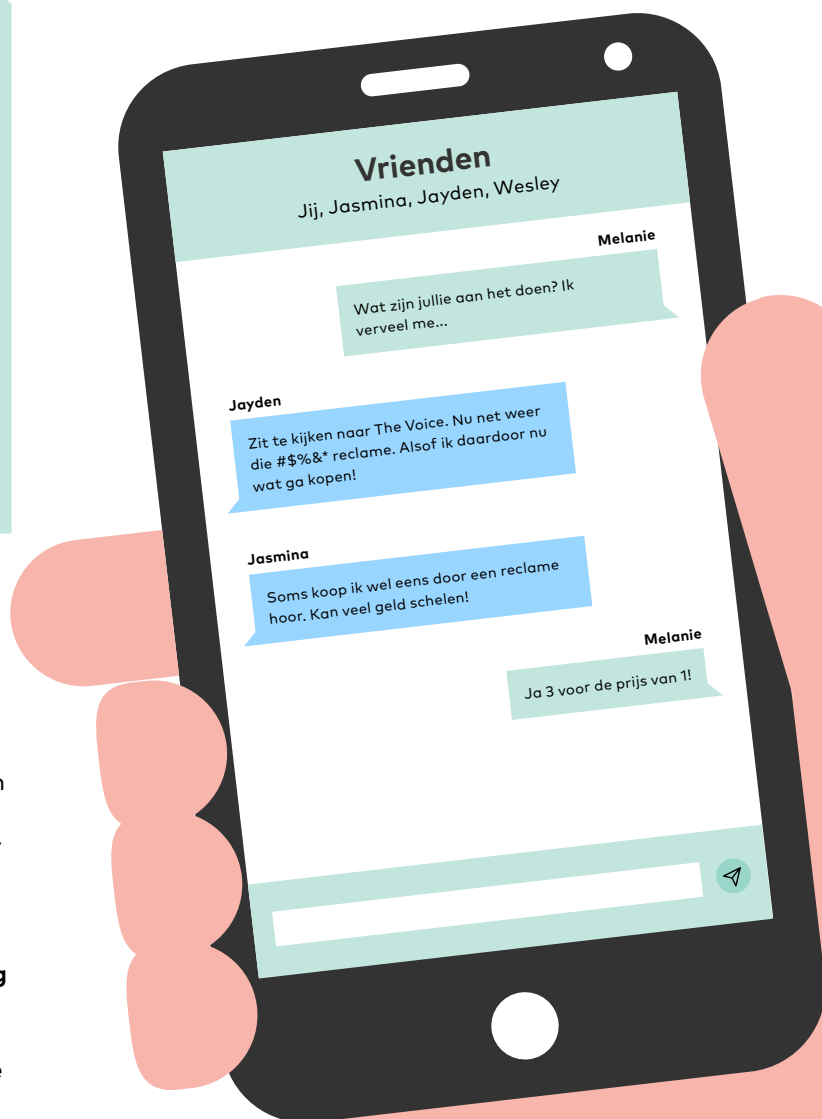 Vrienden
Jij, Jasmina, Jayden, Wesley
Melanie
Wat zijn jullie aan het doen? Ik
verveel me...
Jayden
Zit te kijken naar The Voice. Nu net weer
die #$%&* reclame. Alsof ik daardoor nu
wat ga kopen!
Jasmina
Soms koop ik wel eens door een reclame
hoor. Kan veel geld schelen!
Melanie
Ja 3 voor de prijs van 1!